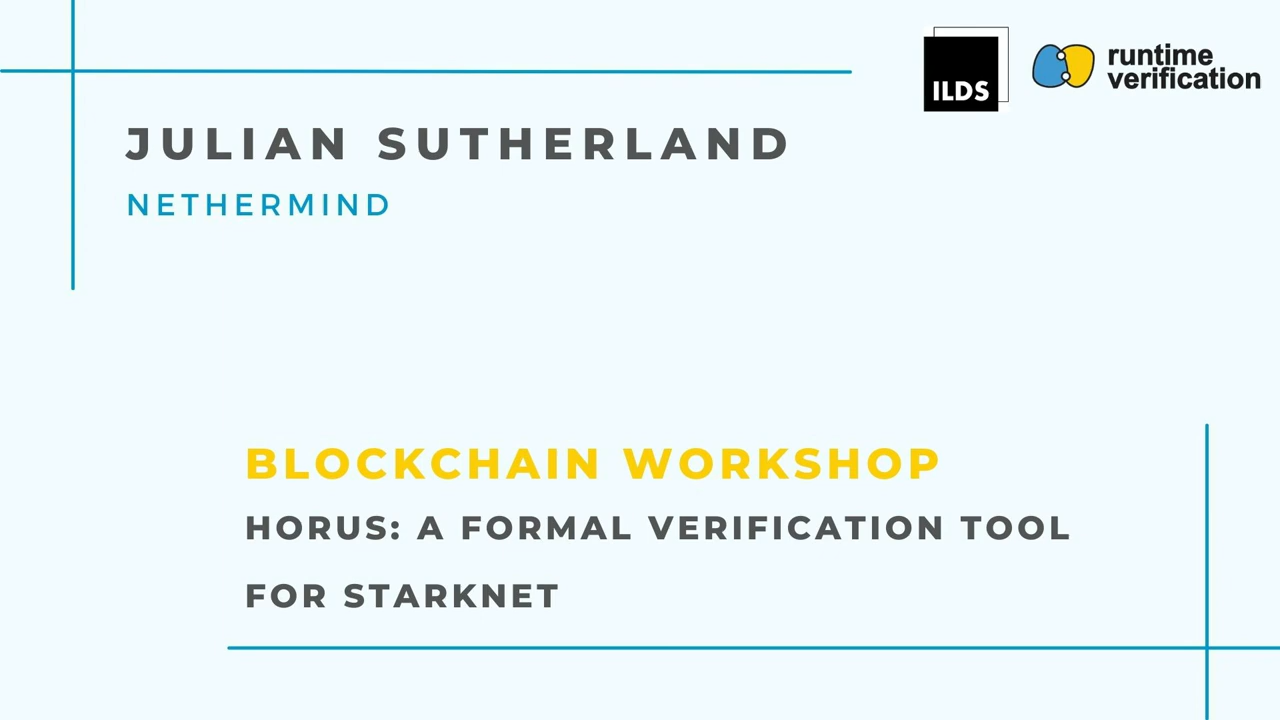 ILDS
runtime
verification
JULIAN SUTHERLAND
NETHERMIND
BLOCKCHAIN WORKSHOP
HORUS: A FORMAL VERIFICATION TOOL
FOR STARKNET